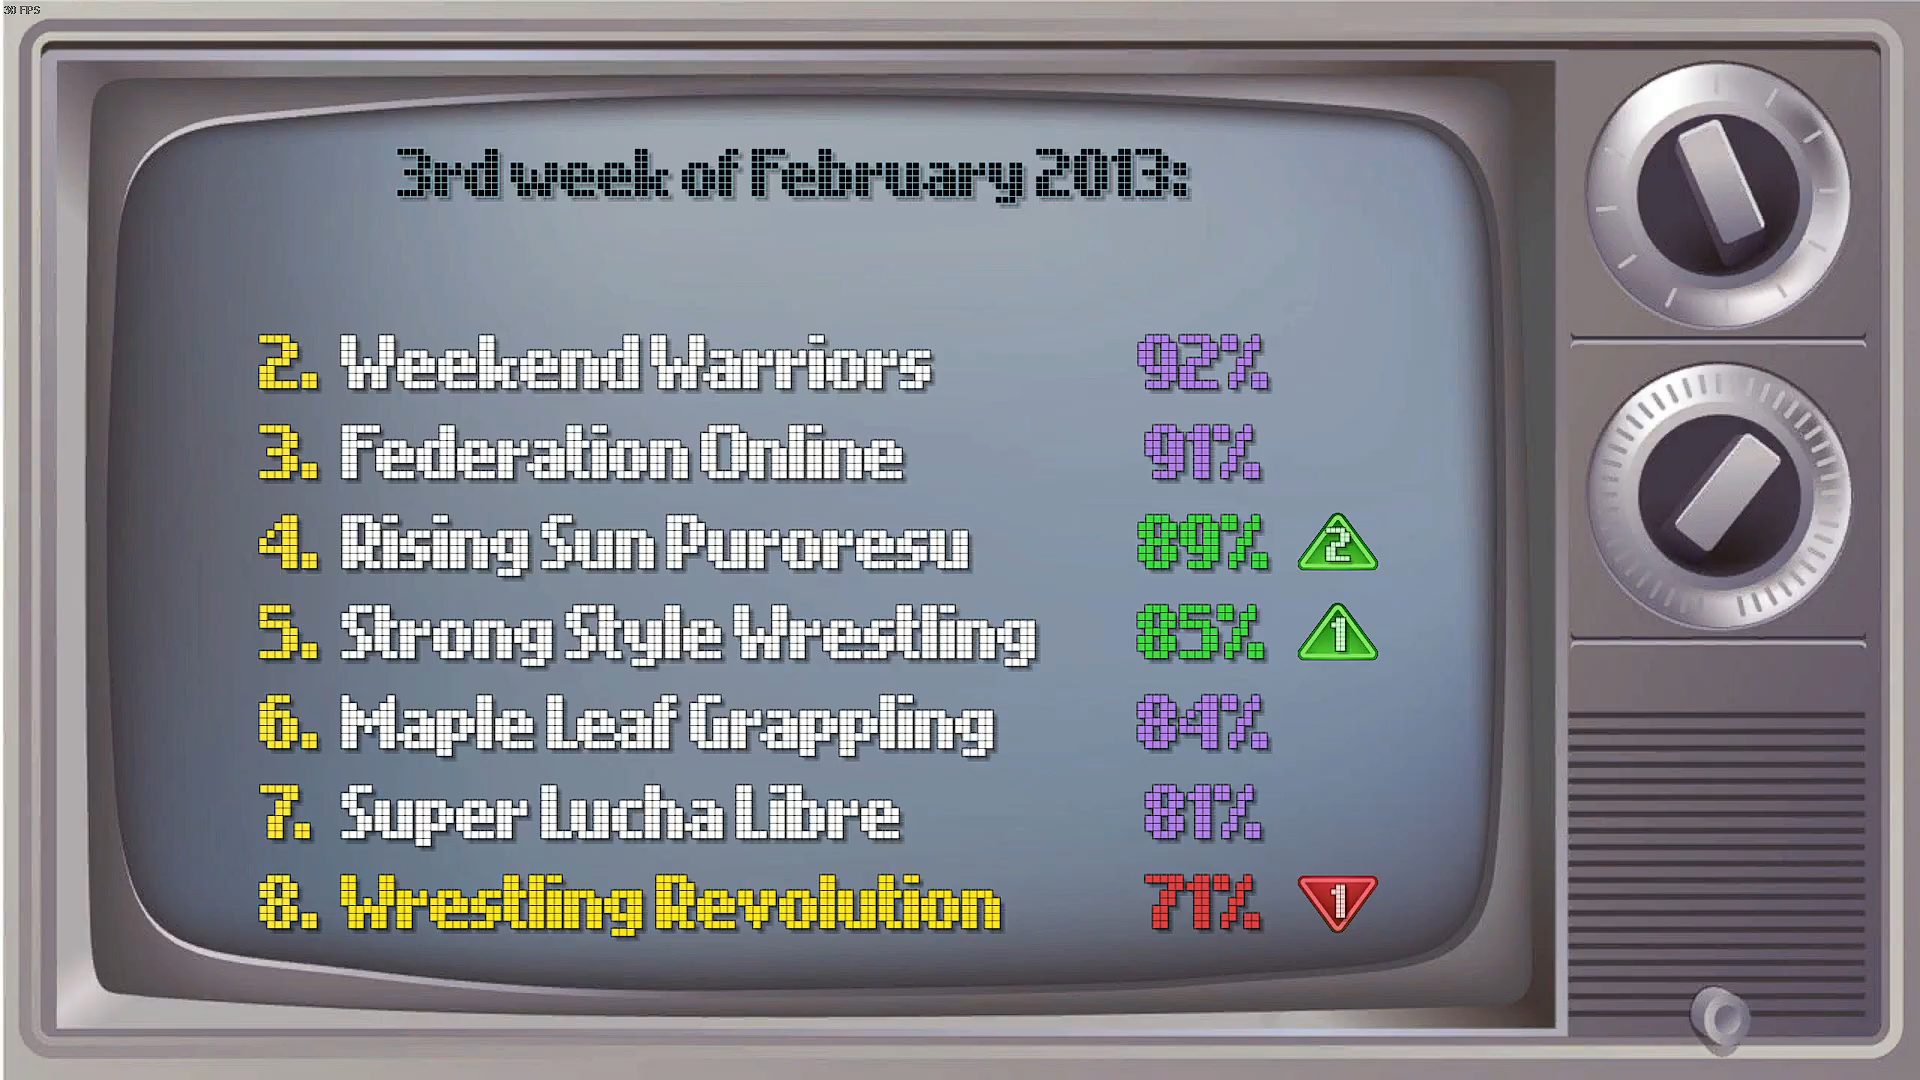 30 FPS
3rd week of February 2013:
2. Weekend Warriors 92%
3. Federation Online 91%
4. Rising Sun Puroresu 89% 2
5. Strong Style Wrestling 85% 1
6. Maple Leaf Grappling 84%
7. Super Lucha Libre 81%
8. Wrestling Revolution 71% 1